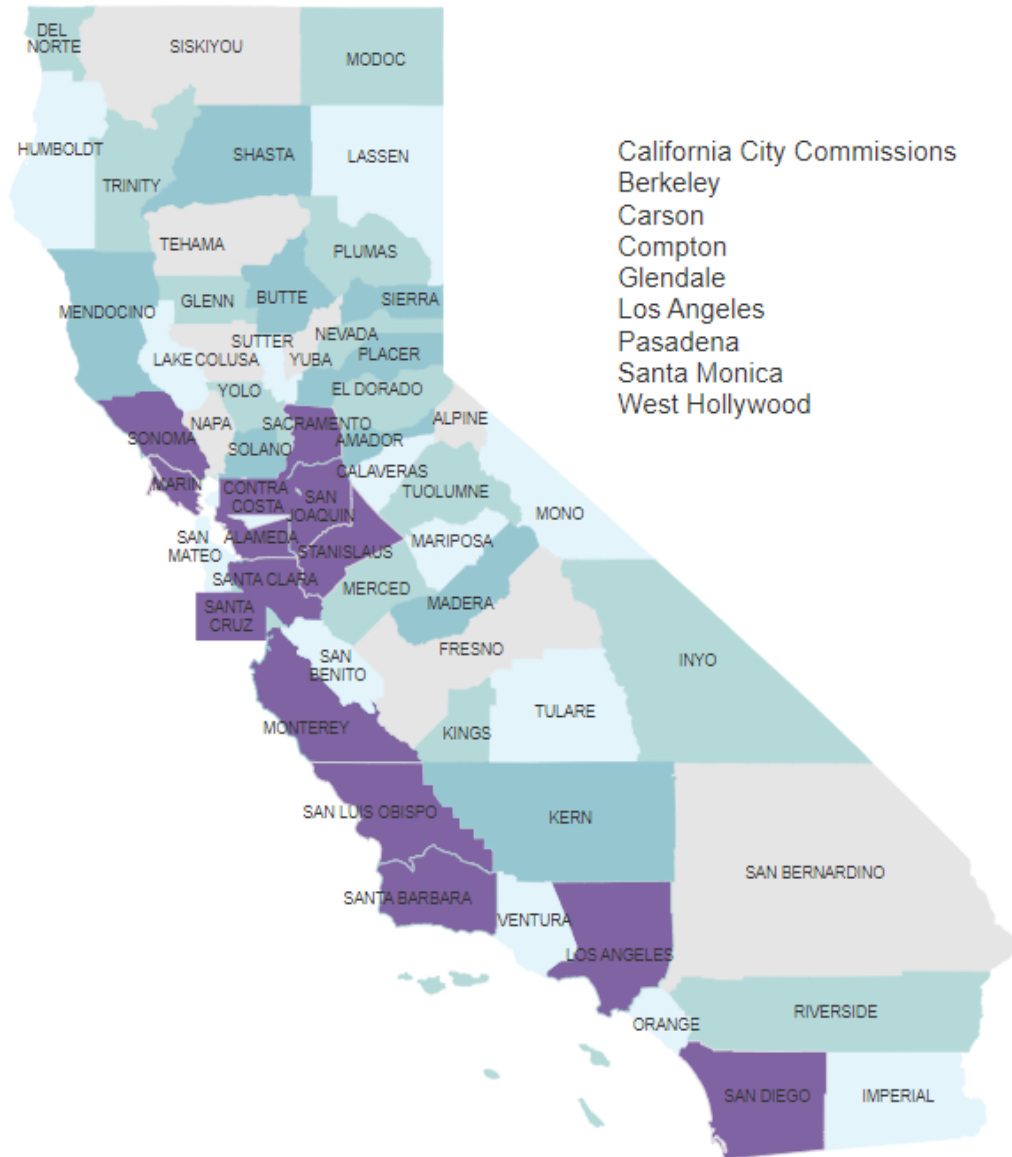 DEL
NORTE
SISKIYOU
MODOC
HUMBOLDT
TRINITY
SHASTA
LASSEN
California City Commissions
Berkeley
Carson
Compton
Glendale
Los Angeles
Pasadena
Santa Monica
West Hollywood
TEHAMA
PLUMAS
MENDOCINO
GLENN
BUTTE
SIERRA
NEVADA
SUTTER
LAKE
COLUSA
YUBA
PLACER
YOLO
EL DORADO
NAPA
SACRAMENTO
ALPINE
SONOMA
SOLANO
AMADOR
CALAVERAS
MARIN
CONTRA
COSTA
SAN
JOAQUIN
TUOLUMNE
MONO
SAN
MATEO
ALAMEDA
STANISLAUS
MARIPOSA
SANTA CLARA
MERCED
MADERA
SANTA
CRUZ
SAN
BENITO
FRESNO
INYO
MONTEREY
KINGS
TULARE
SAN LUIS OBISPO
KERN
SAN BERNARDINO
SANTA BARBARA
VENTURA
LOS ANGELES
ORANGE
RIVERSIDE
SAN DIEGO
IMPERIAL